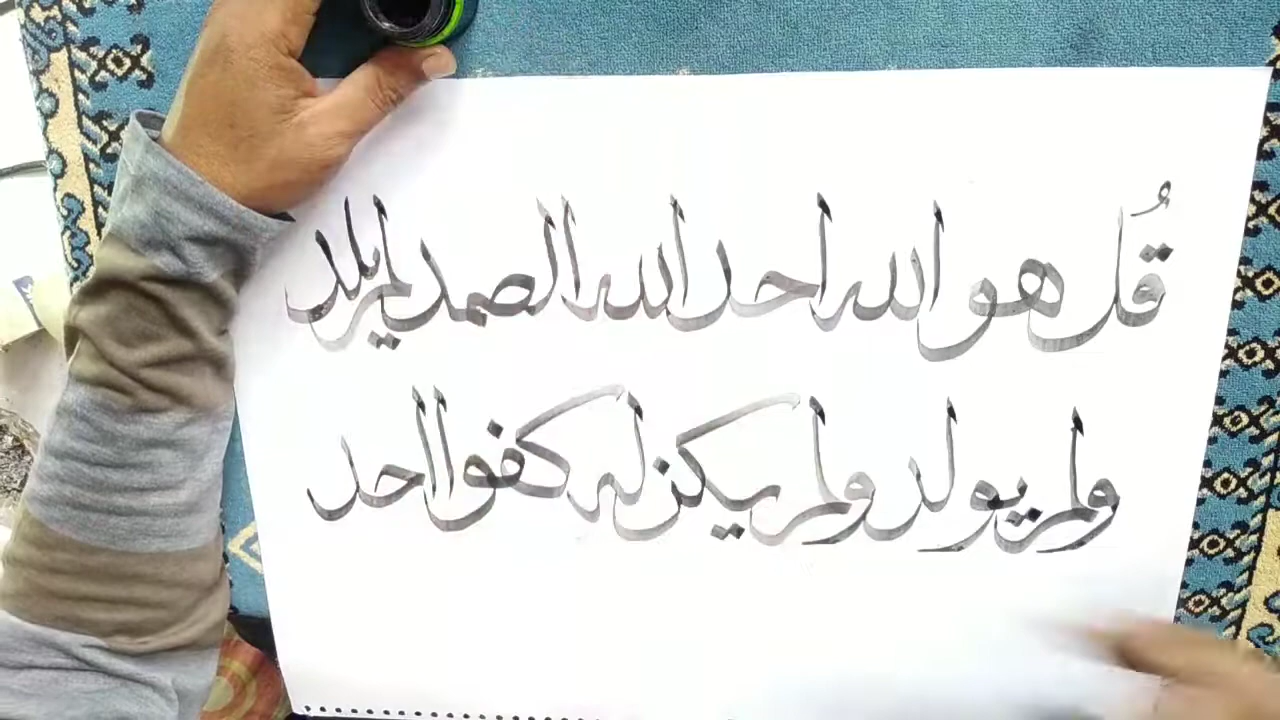 قُل هو الله احد الله الصمد لم يلد
ولم يولد ولم يكن له كفوا احد